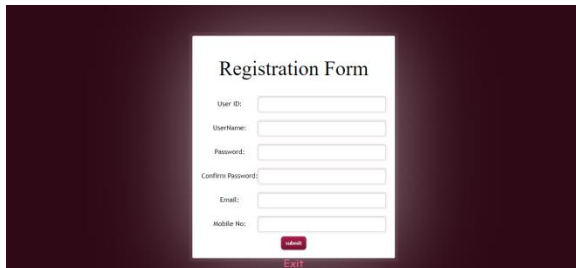 Registration Form
User ID:
UserName:
Password:
Confirm Password:
Email:
Mobile No:
submit
Exit